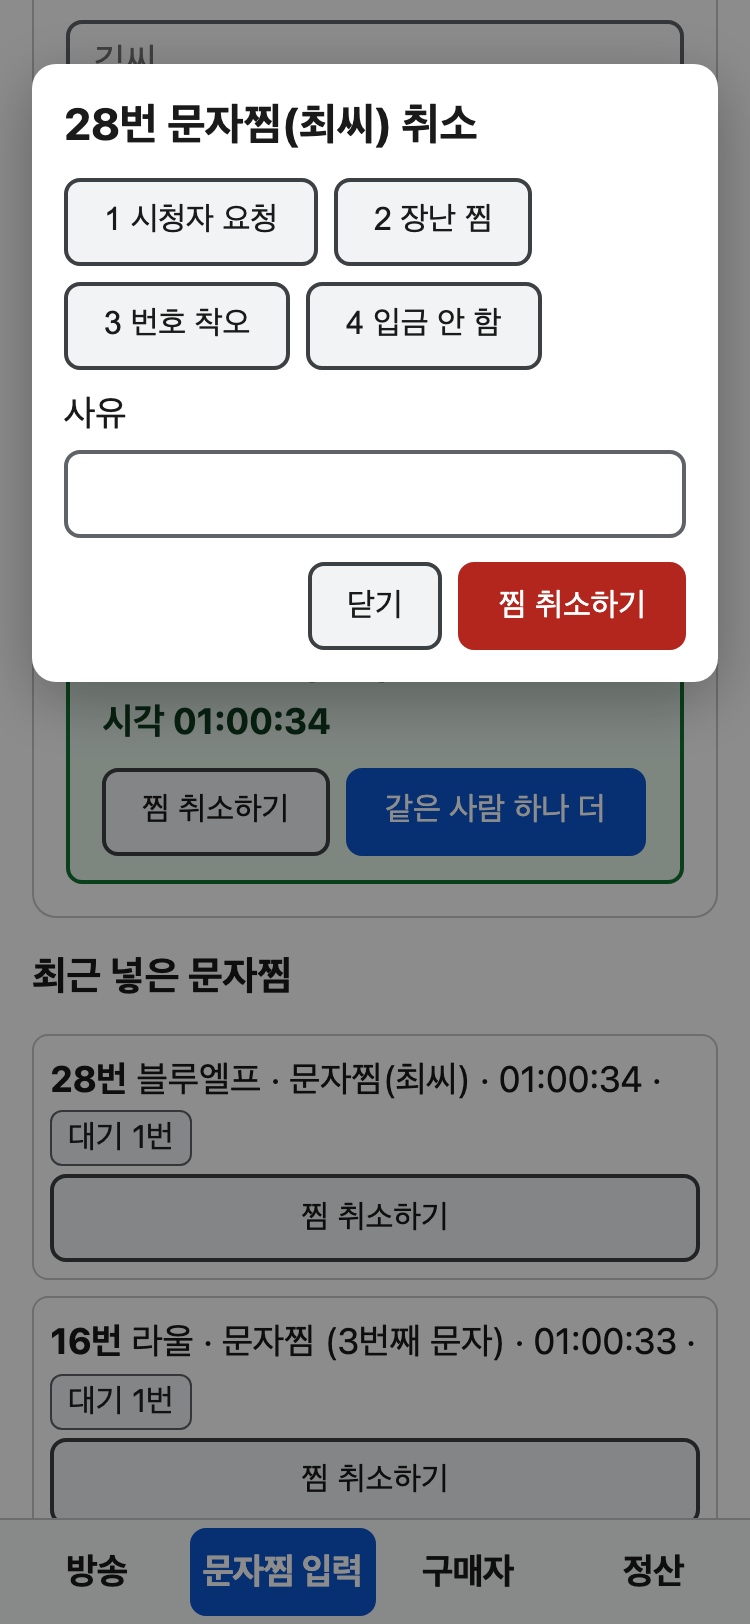 28번 문자찜(최씨) 취소
1 시청자 요청
2 장난 찜
3 번호 착오
4 입금 안 함
사유
닫기
찜 취소하기
시각 01:00:34
찜 취소하기
같은 사람 하나 더
최근 넣은 문자찜
28번 블루엘프 · 문자찜(최씨) · 01:00:34 ·
대기 1번
찜 취소하기
16번 라울 · 문자찜 (3번째 문자) · 01:00:33 ·
대기 1번
찜 취소하기
방송
문자찜 입력
구매자
정산